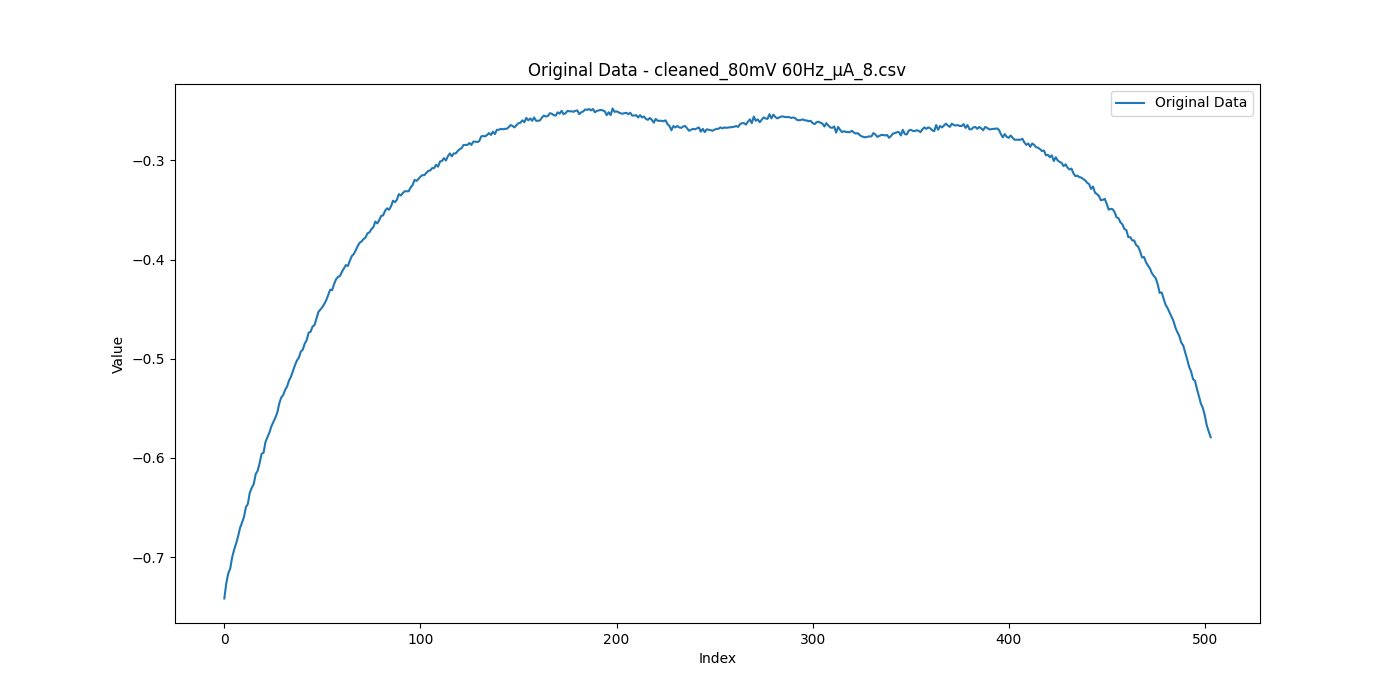 Original Data - cleaned_80mV 60Hz_µA_8.csv
Original Data
Value
−0.3
−0.4
−0.5
−0.6
−0.7
0 100 200 300 400 500
Index